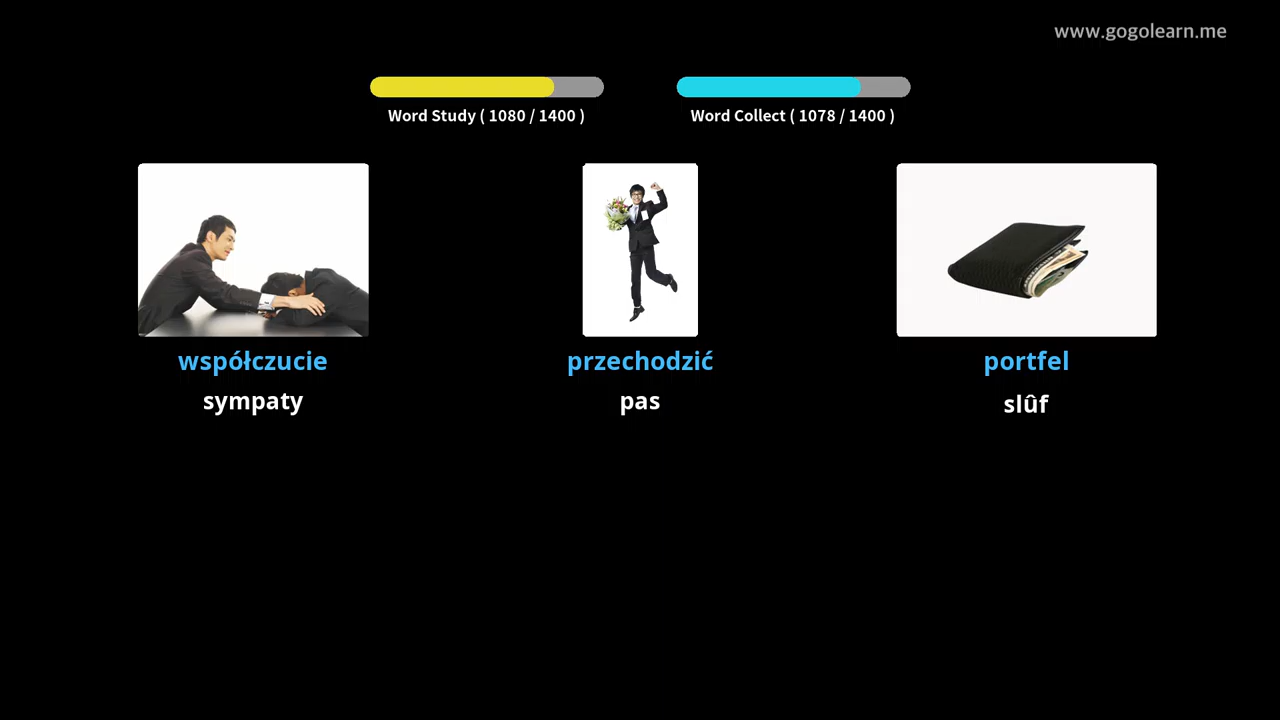 www.gogolearn.me
Word Study ( 1080 / 1400 )
Word Collect ( 1078 / 1400 )
współczucie
przechodzić
portfel
sympaty
pas
slûf